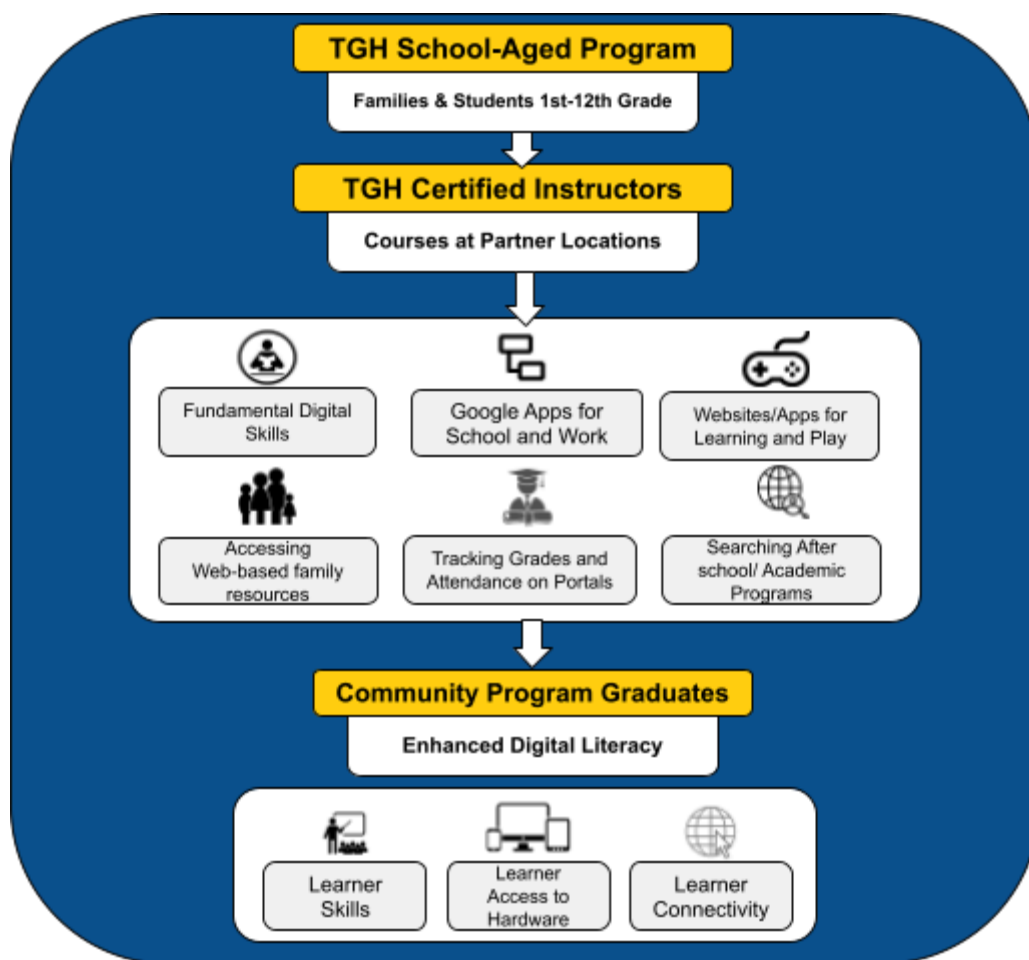 TGH School-Aged Program
Families & Students 1st-12th Grade
TGH Certified Instructors
Courses at Partner Locations
Fundamental Digital
Skills
Google Apps for
School and Work
Websites/Apps for
Learning and Play
Accessing
Web-based family
resources
Tracking Grades and
Attendance on Portals
Searching After
school/ Academic
Programs
Community Program Graduates
Enhanced Digital Literacy
Learner
Skills
Learner
Access to
Hardware
Learner
Connectivity